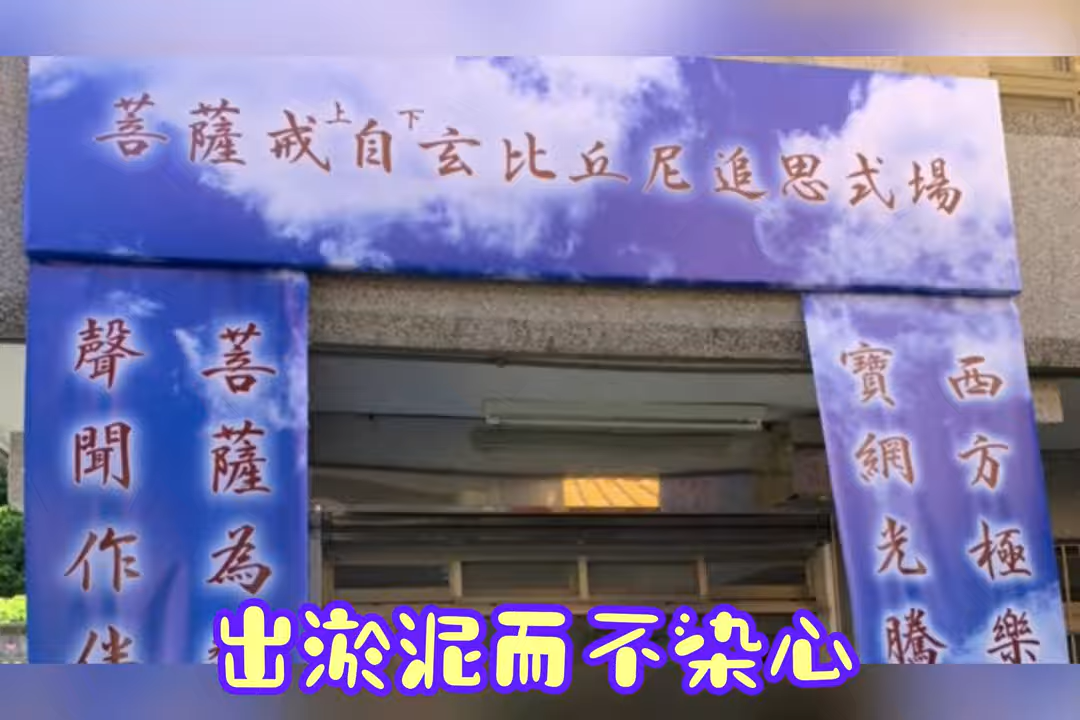 菩薩戒上自下玄比丘尼追思式場
西方極樂
寶網光騰
菩薩為
聲聞作伴
出淤泥而不染心